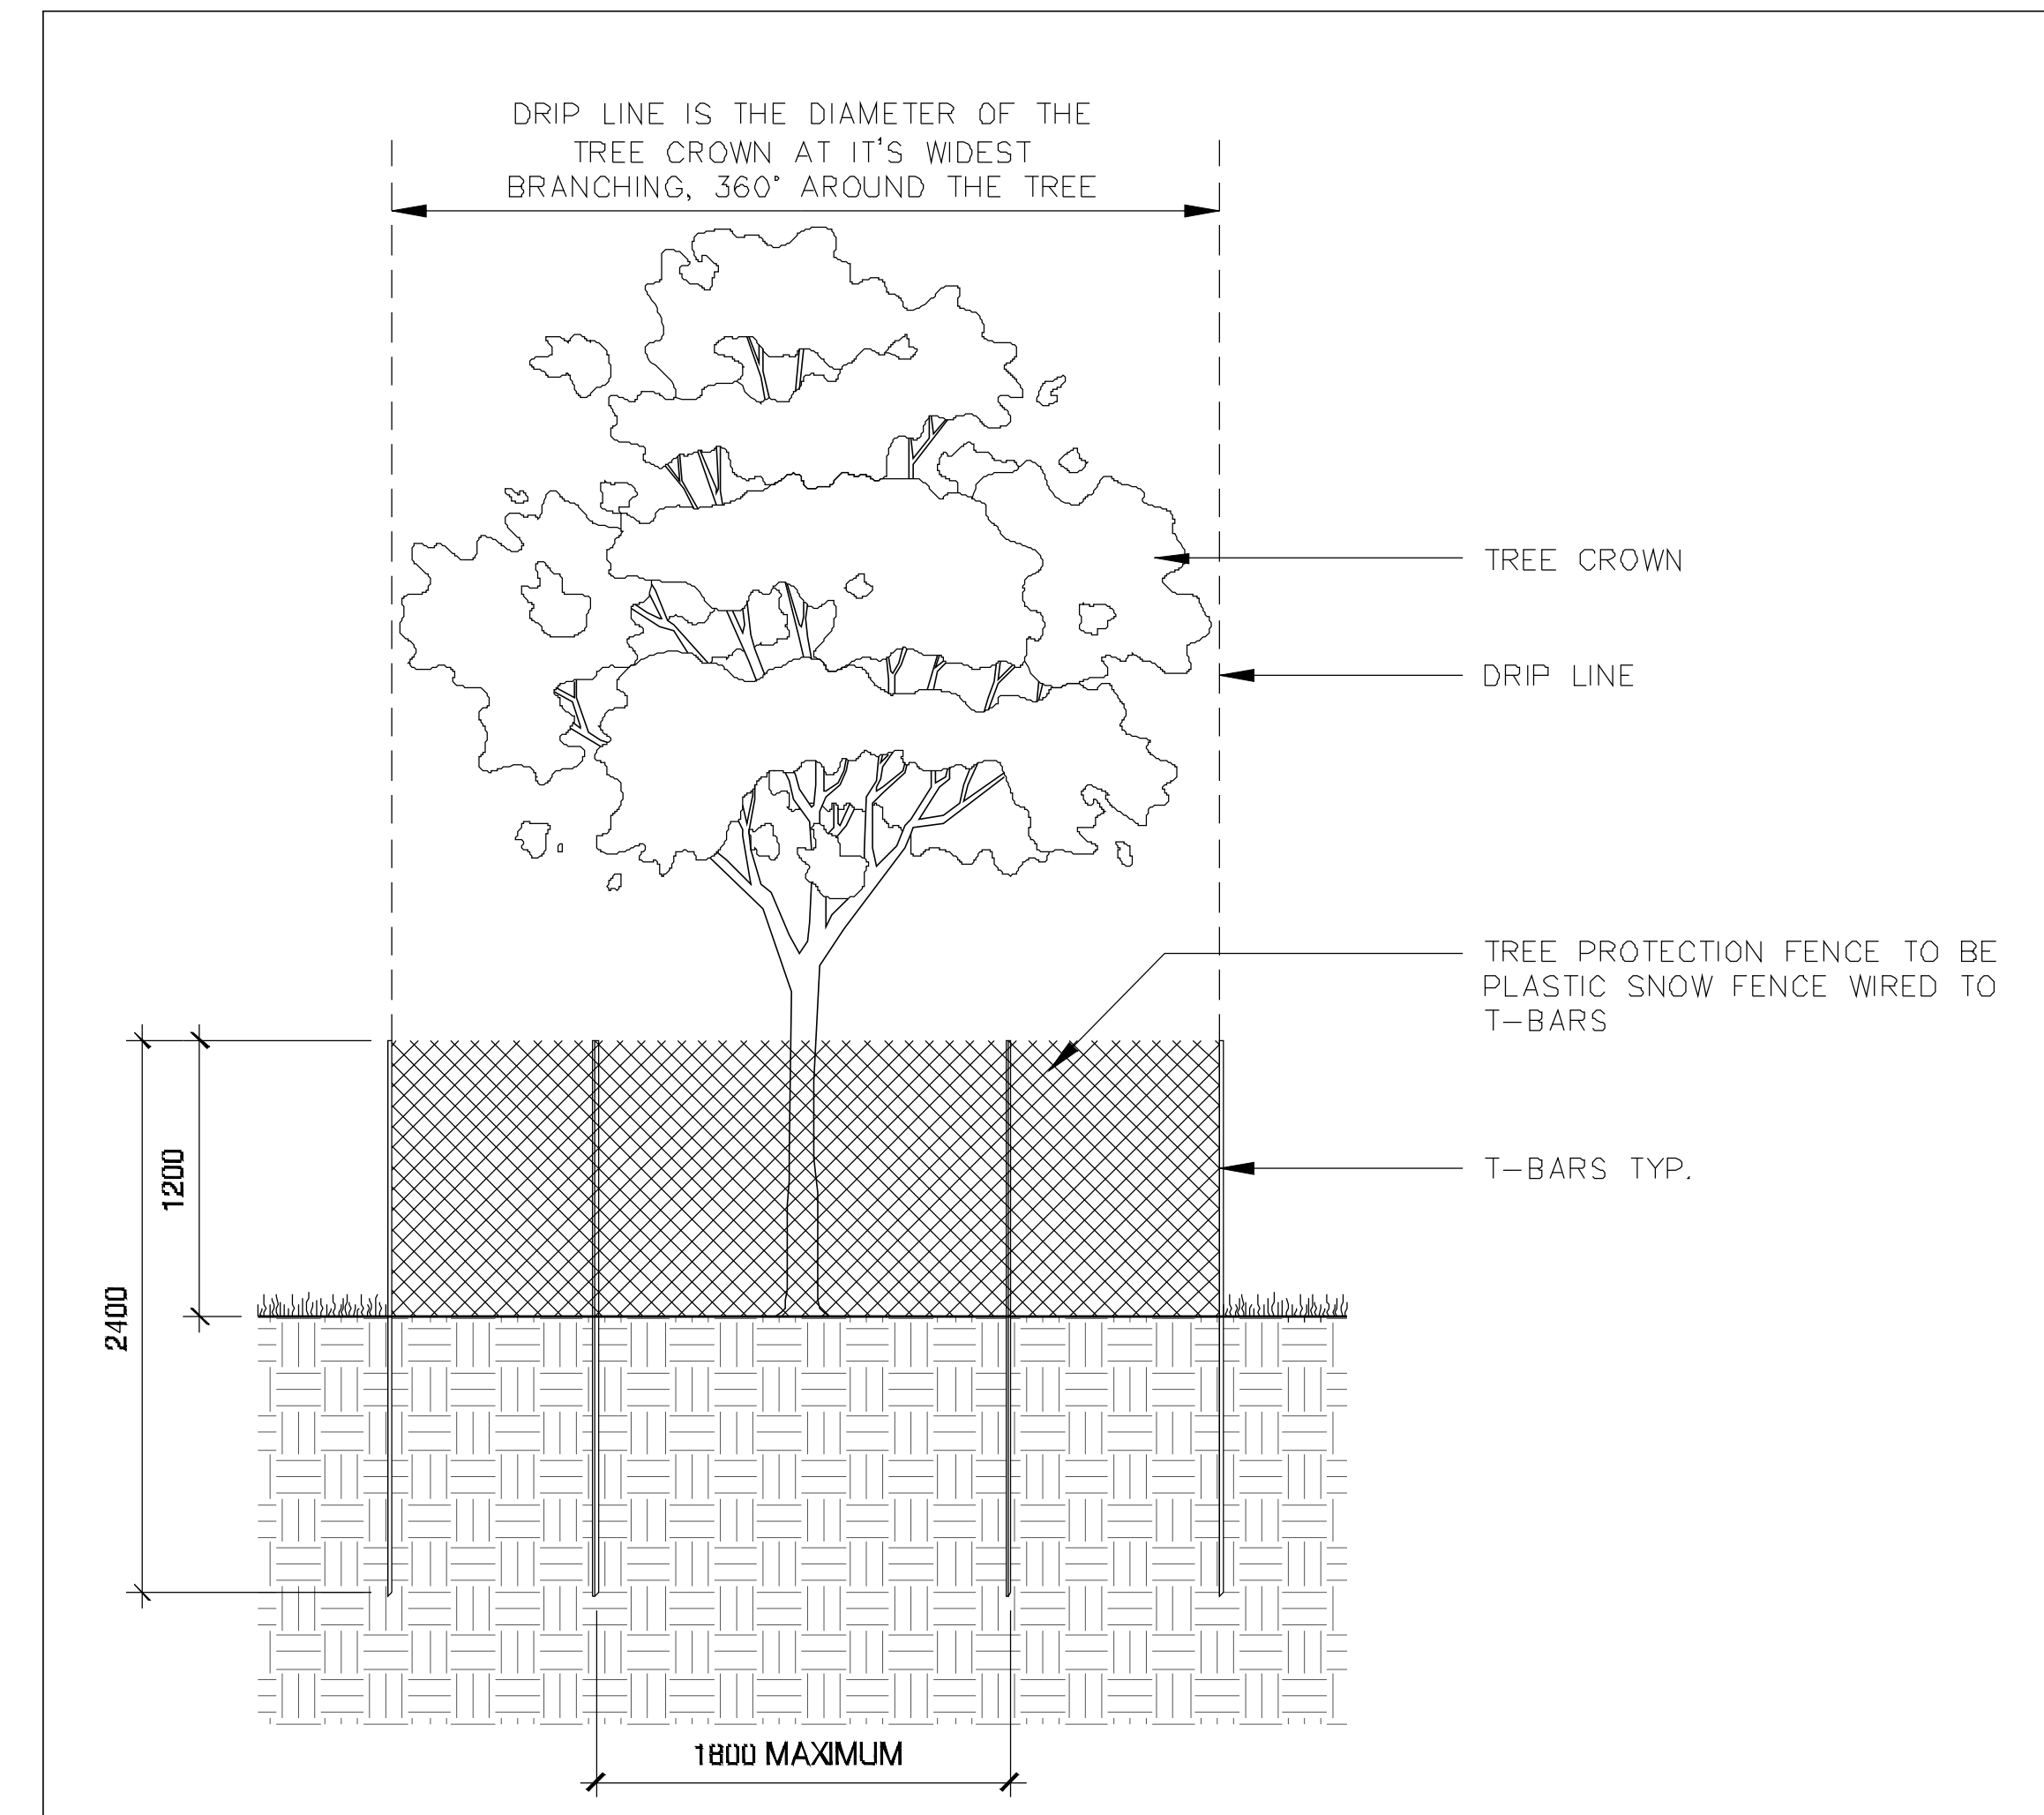 DRIP LINE IS THE DIAMETER OF THE
TREE CROWN AT IT'S WIDEST
BRANCHING, 360° AROUND THE TREE
TREE CROWN
DRIP LINE
TREE PROTECTION FENCE TO BE
PLASTIC SNOW FENCE WIRED TO
T-BARS
T-BARS TYP.
1200
2400
1800 MAXIMUM